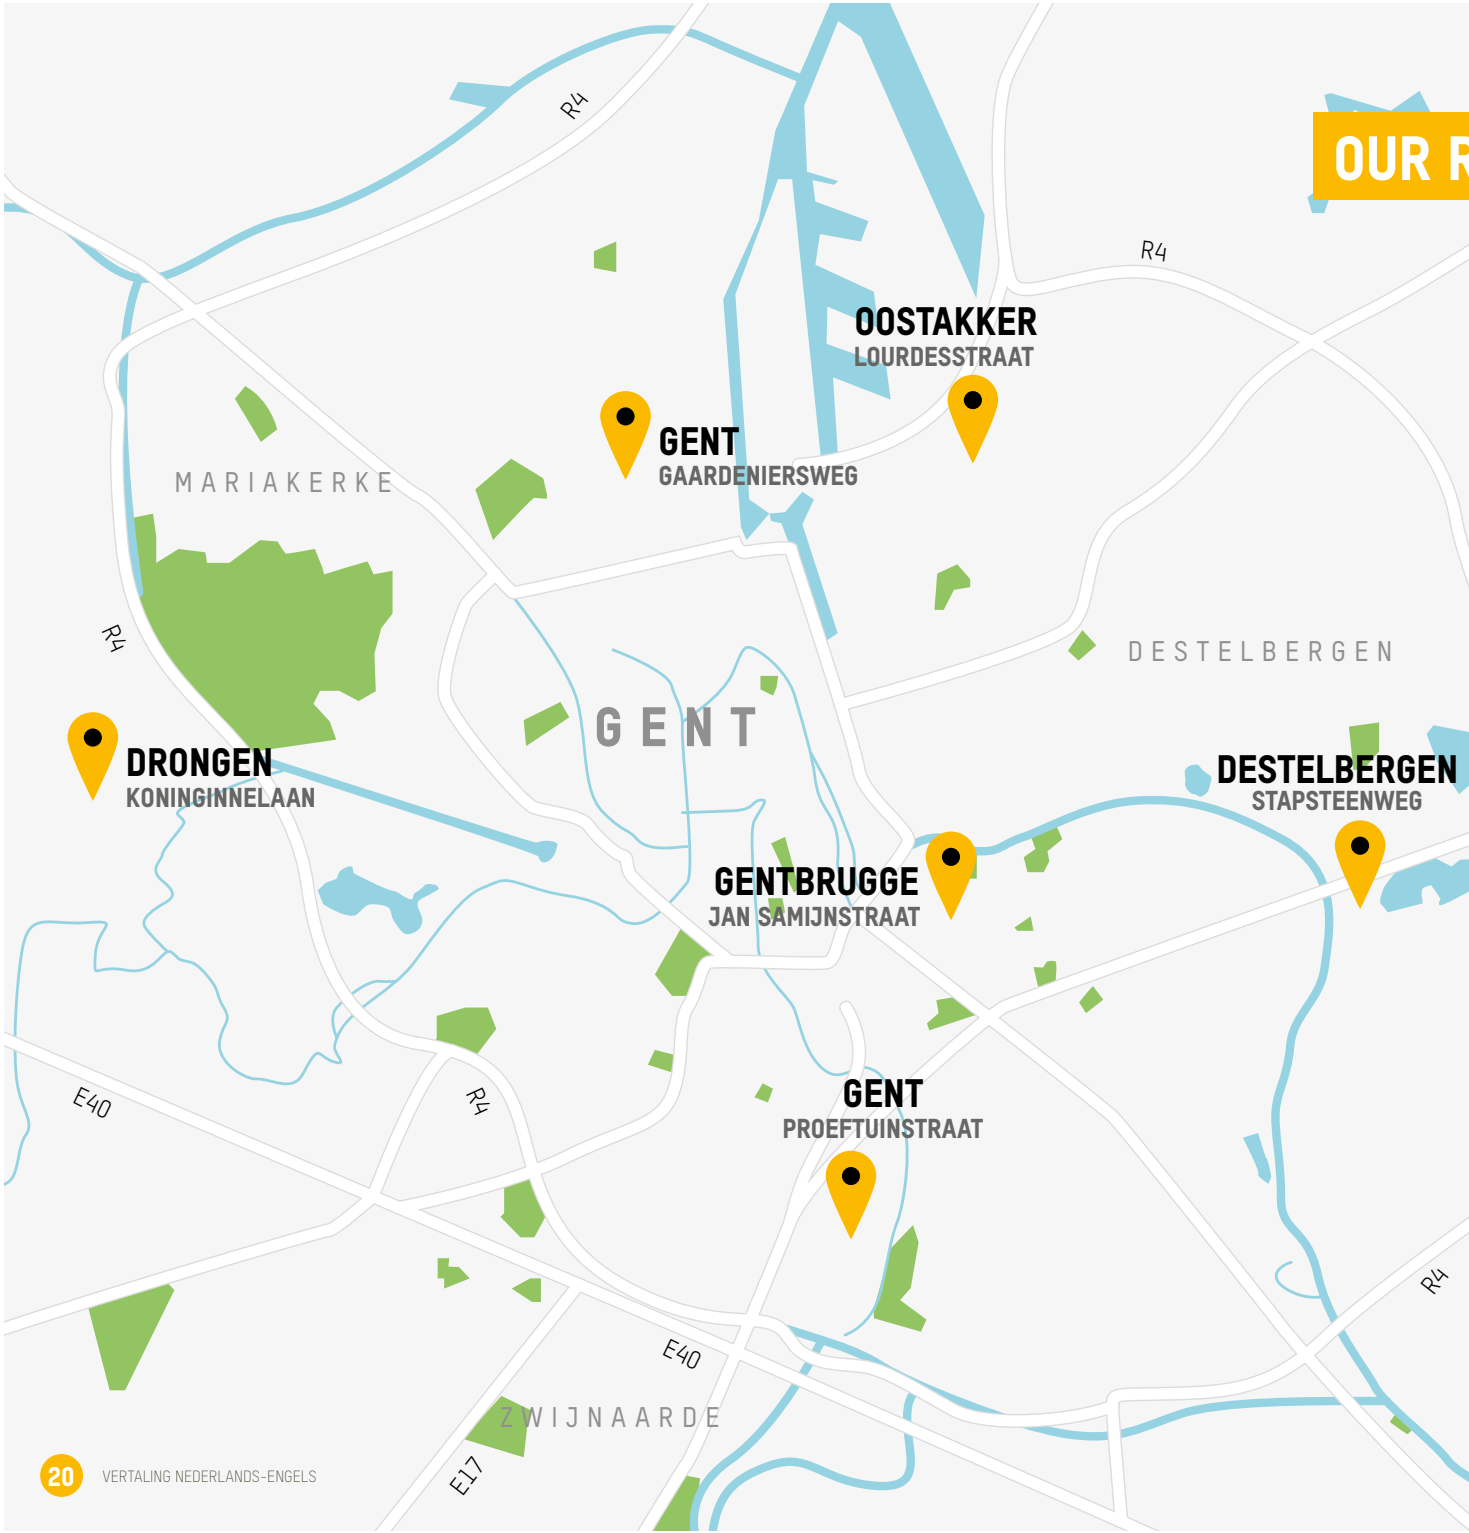 R4
OUR R
R4
OOSTAKKER
LOURDESSTRAAT
GENT
GAARDENIERSWEG
MARIAKERKE
R4
DESTELBERGEN
GENT
DRONGEN
KONINGINNELAAN
DESTELBERGEN
STAPSTEENWEG
GENTBRUGGE
JAN SAMIJNSTRAAT
E40
R4
GENT
PROEFTUINSTRAAT
R4
E40
ZWIJNAARDE
E17
20
VERTALING NEDERLANDS-ENGELS